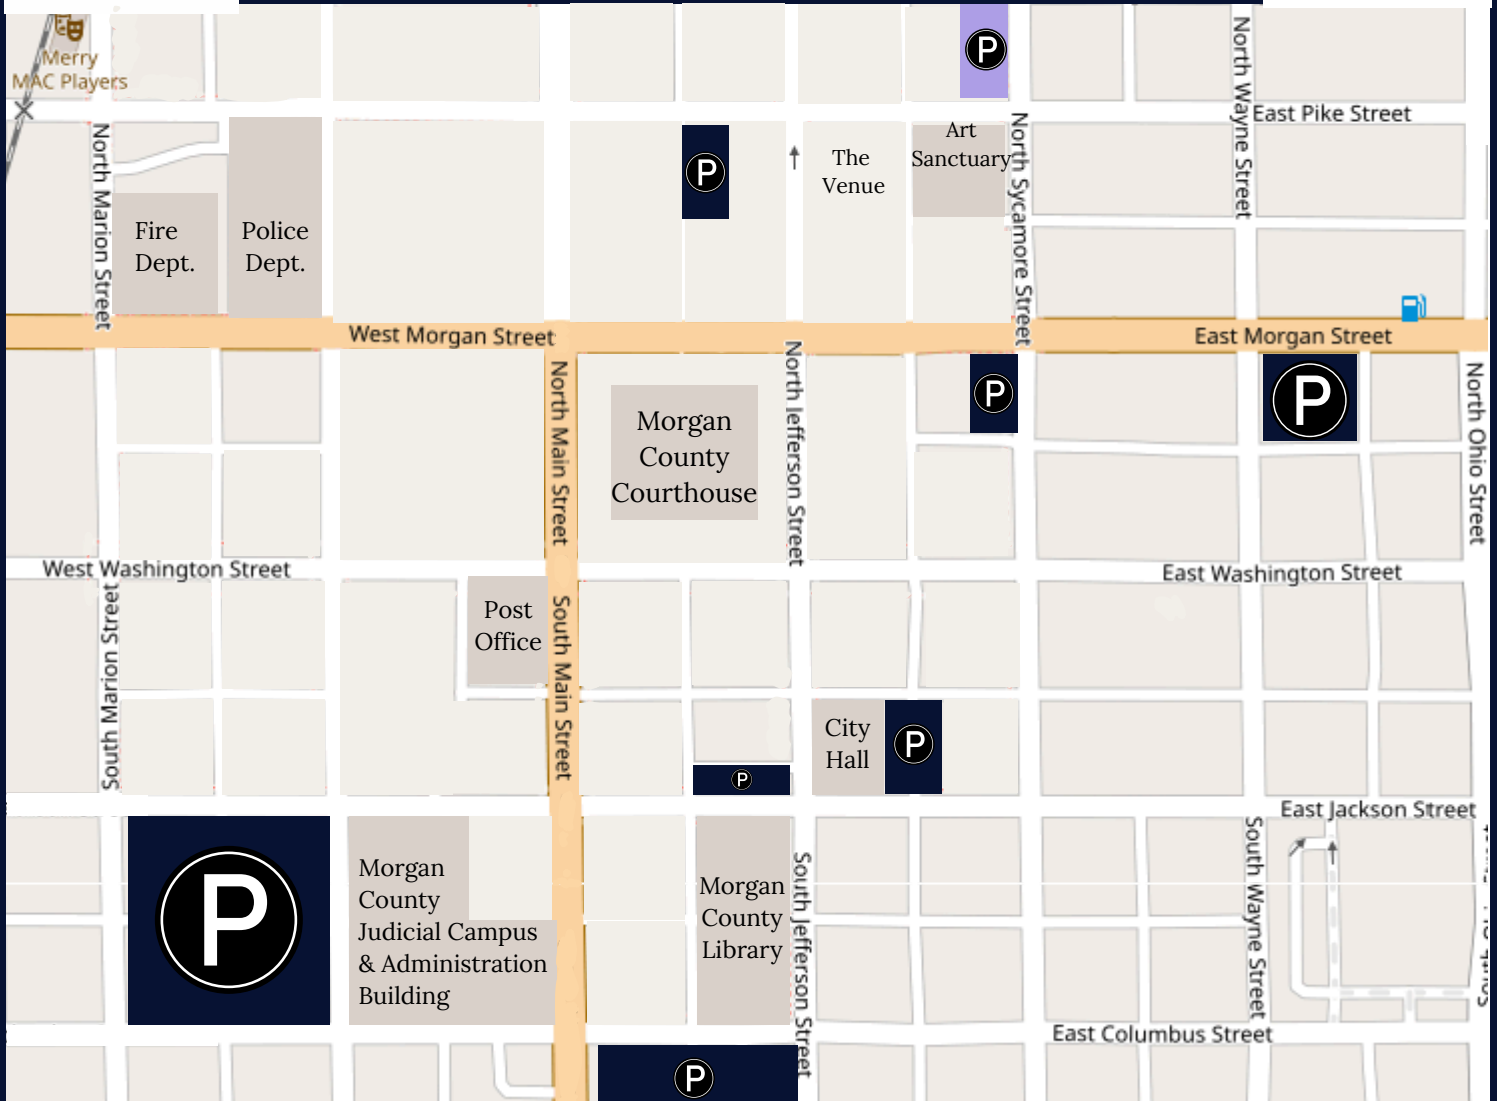 Merry
MAC Players
P
North Wayne Street
East Pike Street
North Marion Street
P
The
Venue
Art
Sanctuary
North Sycamore Street
Fire
Dept.
Police
Dept.
West Morgan Street
East Morgan Street
North Main Street
Morgan
County
Courthouse
North Jefferson Street
P
P
North Ohio Street
West Washington Street
East Washington Street
South Marion Street
Post
Office
South Main Street
City
Hall
P
P
East Jackson Street
P
Morgan
County
Judicial Campus
& Administration
Building
Morgan
County
Library
South Jefferson Street
South Wayne Street
East Columbus Street
P